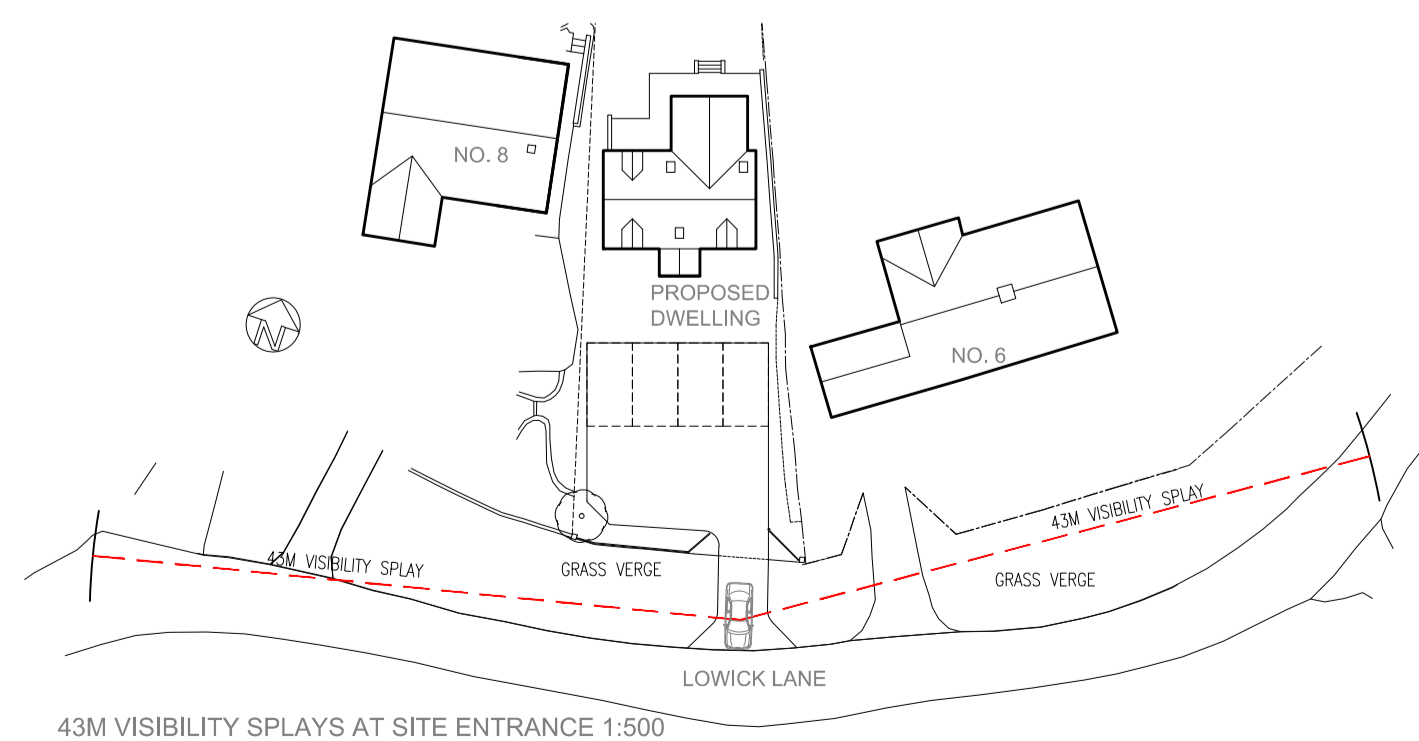 NO. 8
PROPOSED
DWELLING
N
NO. 6
43M VISIBILITY SPLAY
43M VISIBILITY SPLAY
GRASS VERGE
GRASS VERGE
LOWICK LANE
43M VISIBILITY SPLAYS AT SITE ENTRANCE 1:500